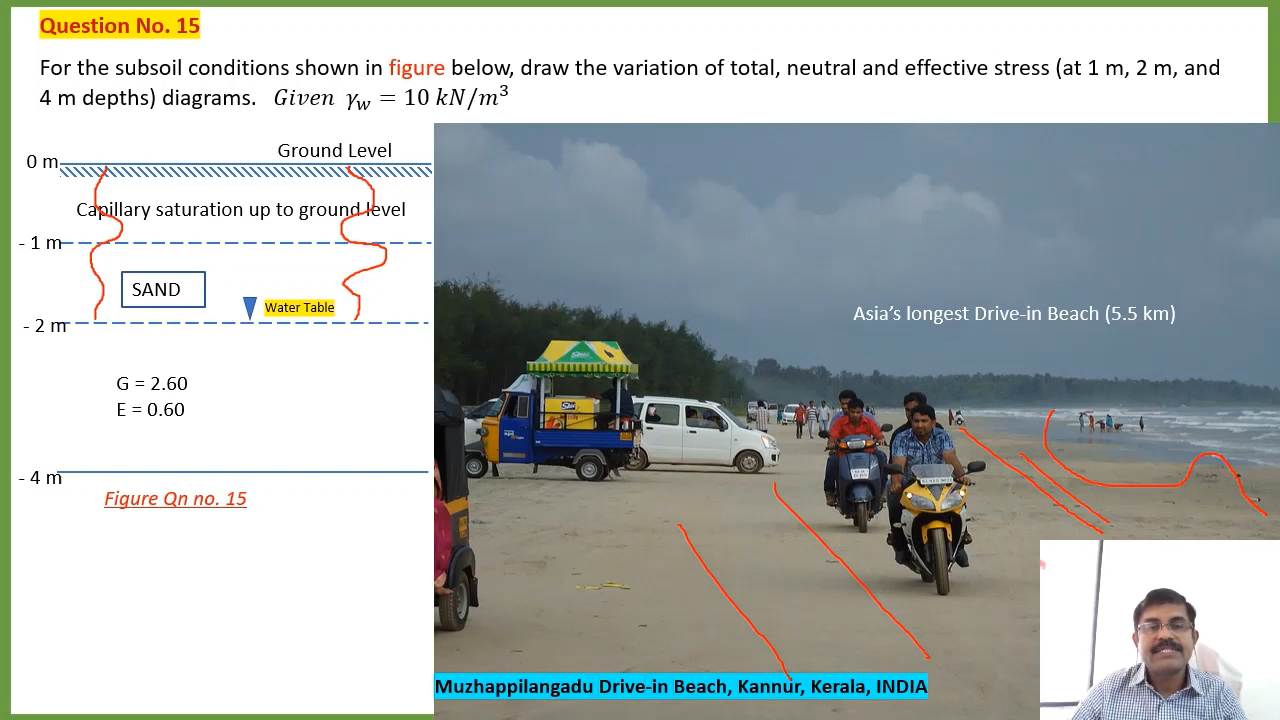 Question No. 15
For the subsoil conditions shown in figure below, draw the variation of total, neutral and effective stress (at 1 m, 2 m, and
4 m depths) diagrams. Given γw = 10 kN/m³
Ground Level
0 m
Capillary saturation up to ground level
- 1 m
SAND
Water Table
- 2 m
G = 2.60
E = 0.60
- 4 m
Figure Qn no. 15
Asia's longest Drive-in Beach (5.5 km)
Muzhappilangadu Drive-in Beach, Kannur, Kerala, INDIA